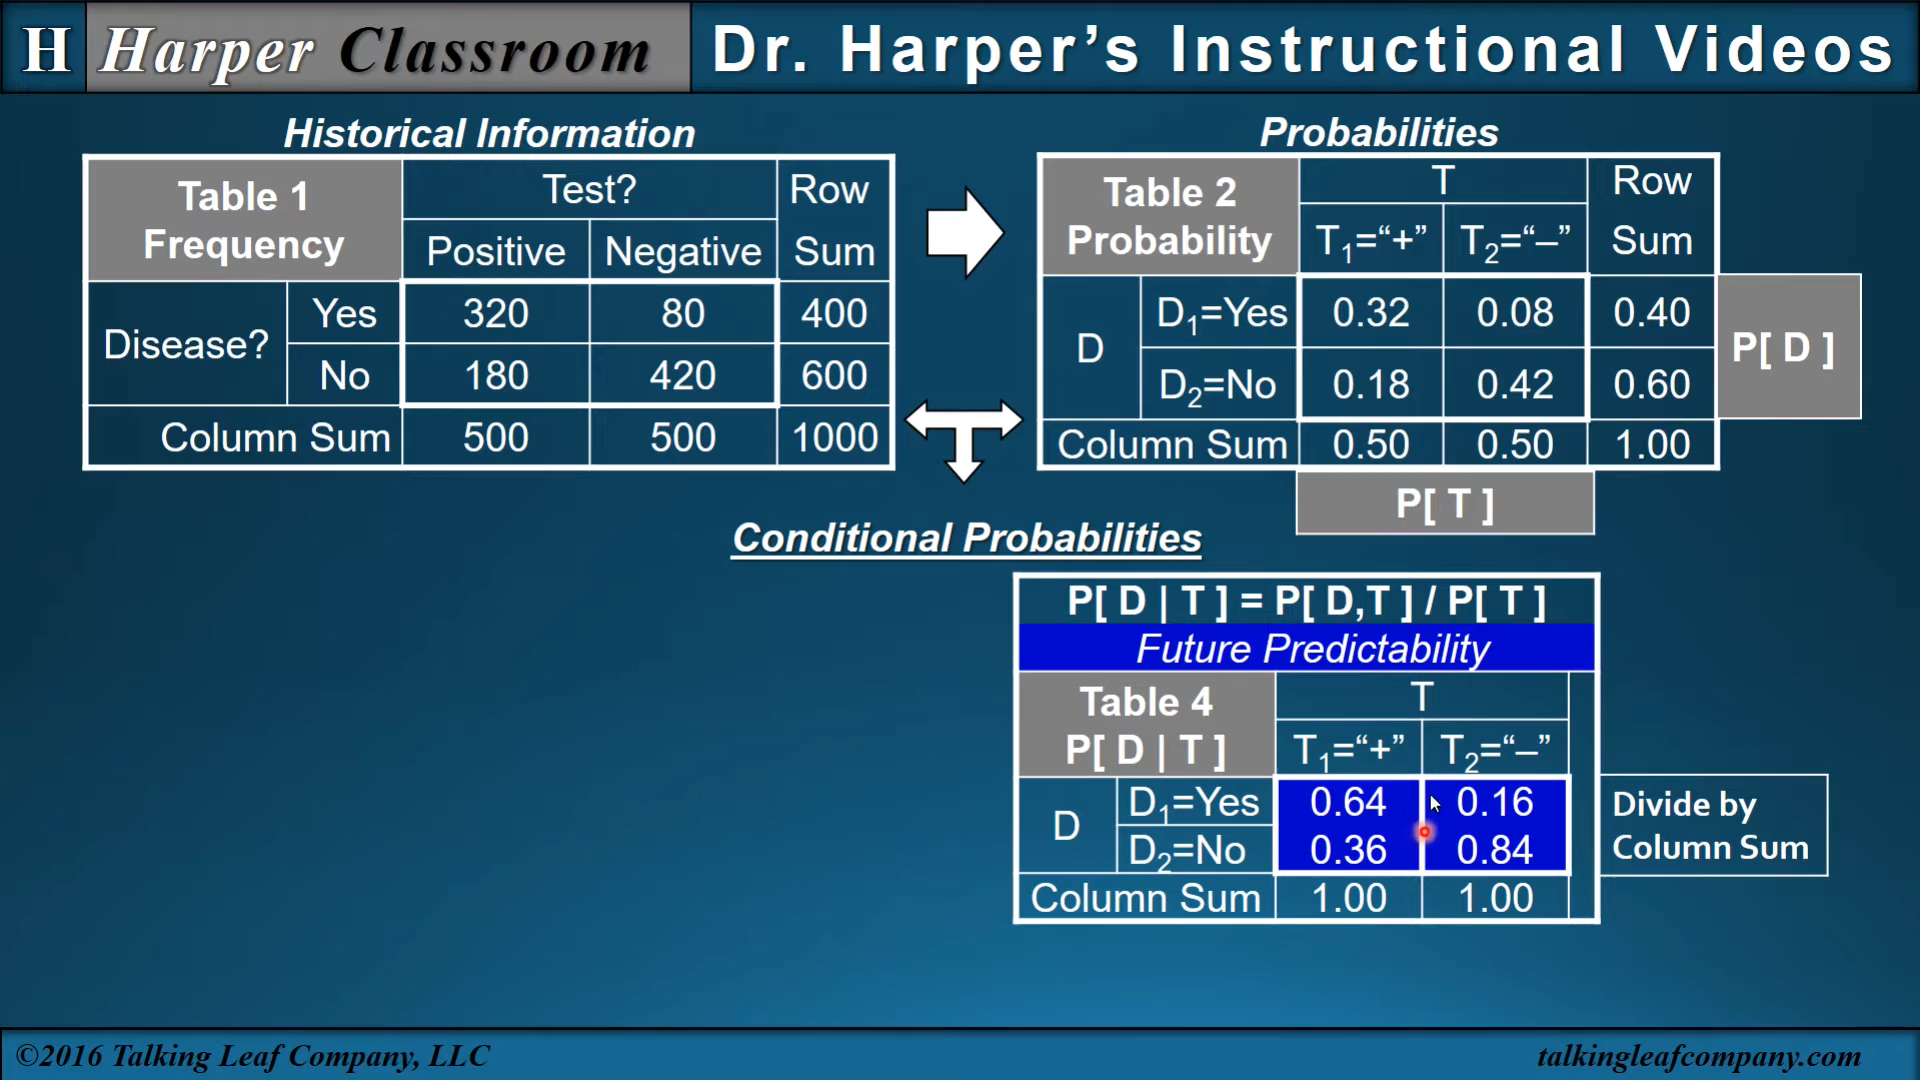 H Harper Classroom Dr. Harper’s Instructional Videos
Historical Information
Table 1 Frequency
Test?
Row Sum
Positive Negative
Disease?
Yes 320 80 400
No 180 420 600
Column Sum 500 500 1000
Probabilities
Table 2 Probability
T
Row Sum
T1=“+” T2=“–”
D
D1=Yes 0.32 0.08 0.40
D2=No 0.18 0.42 0.60
Column Sum 0.50 0.50 1.00
P[ D ]
P[ T ]
Conditional Probabilities
P[ D | T ] = P[ D,T ] / P[ T ]
Future Predictability
Table 4
P[ D | T ]
T
T1=“+” T2=“–”
D
D1=Yes 0.64 0.16
D2=No 0.36 0.84
Column Sum 1.00 1.00
Divide by
Column Sum
©2016 Talking Leaf Company, LLC
talkingleafcompany.com